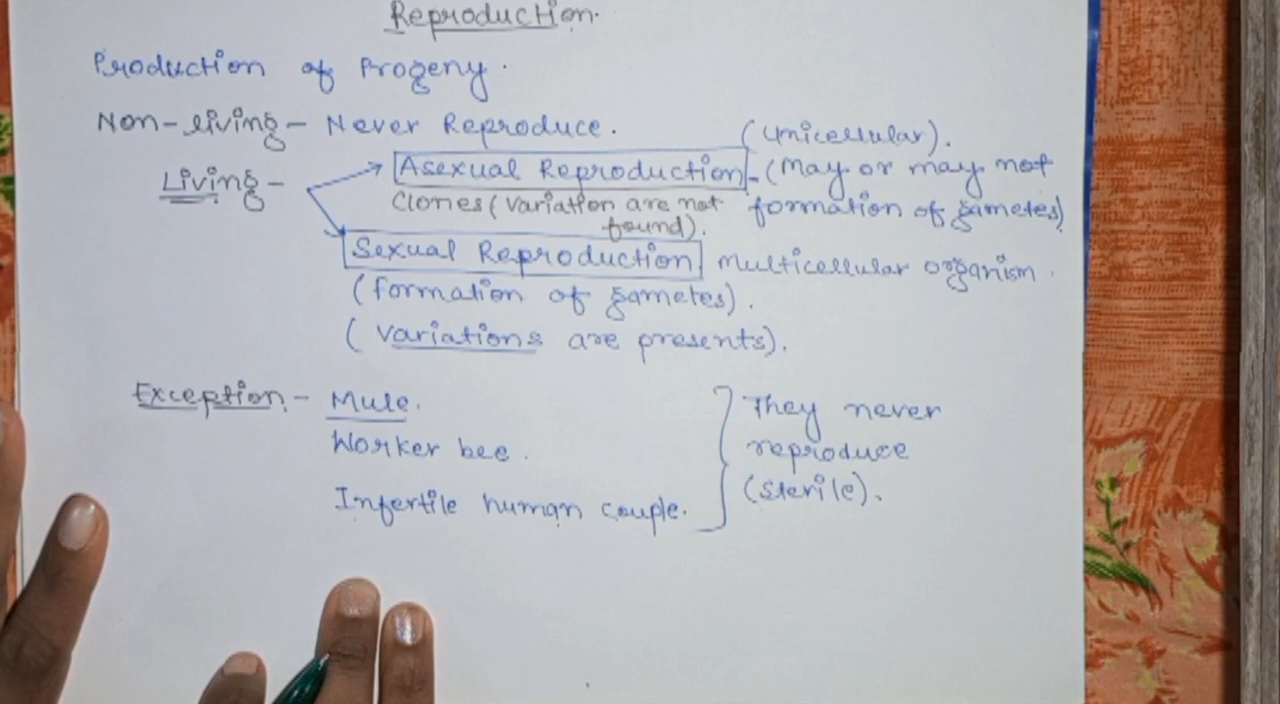 Reproduction.
Production of Progeny.
Non-living - Never Reproduce.
(Unicellular).
Living - Asexual Reproduction - (May or may not
Clones (Variation are not formation of gametes)
found).
Sexual Reproduction Multicellular organism.
(formation of gametes).
(variations are presents).
Exception - Mule. They never
Worker bee. reproduce
Infertile human couple. (Sterile).